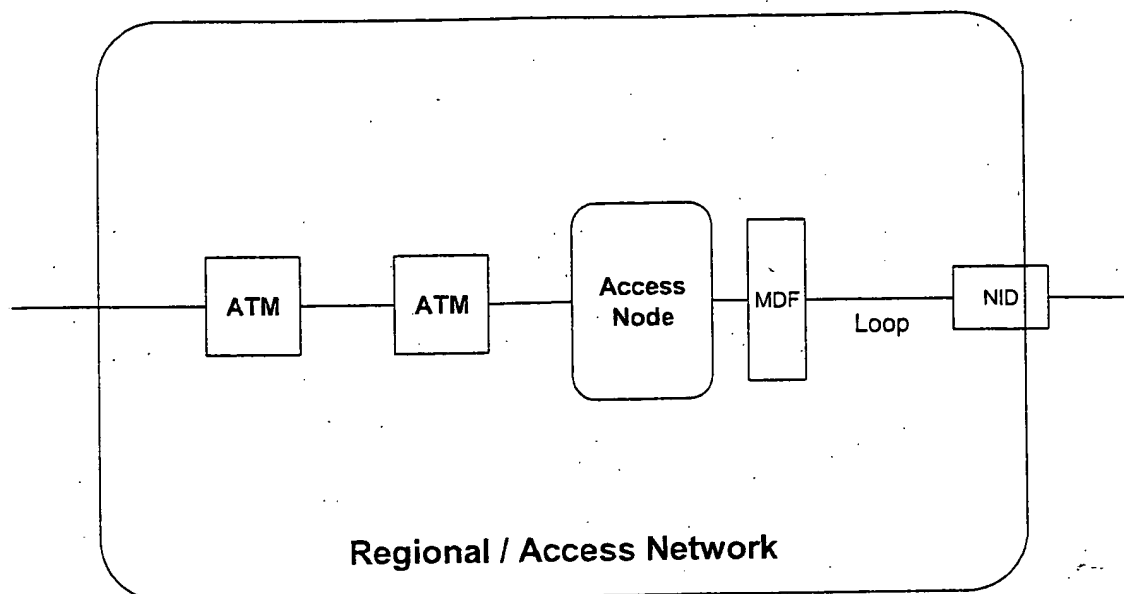 ATM
ATM
Access
Node
MDF
Loop
NID
Regional / Access Network